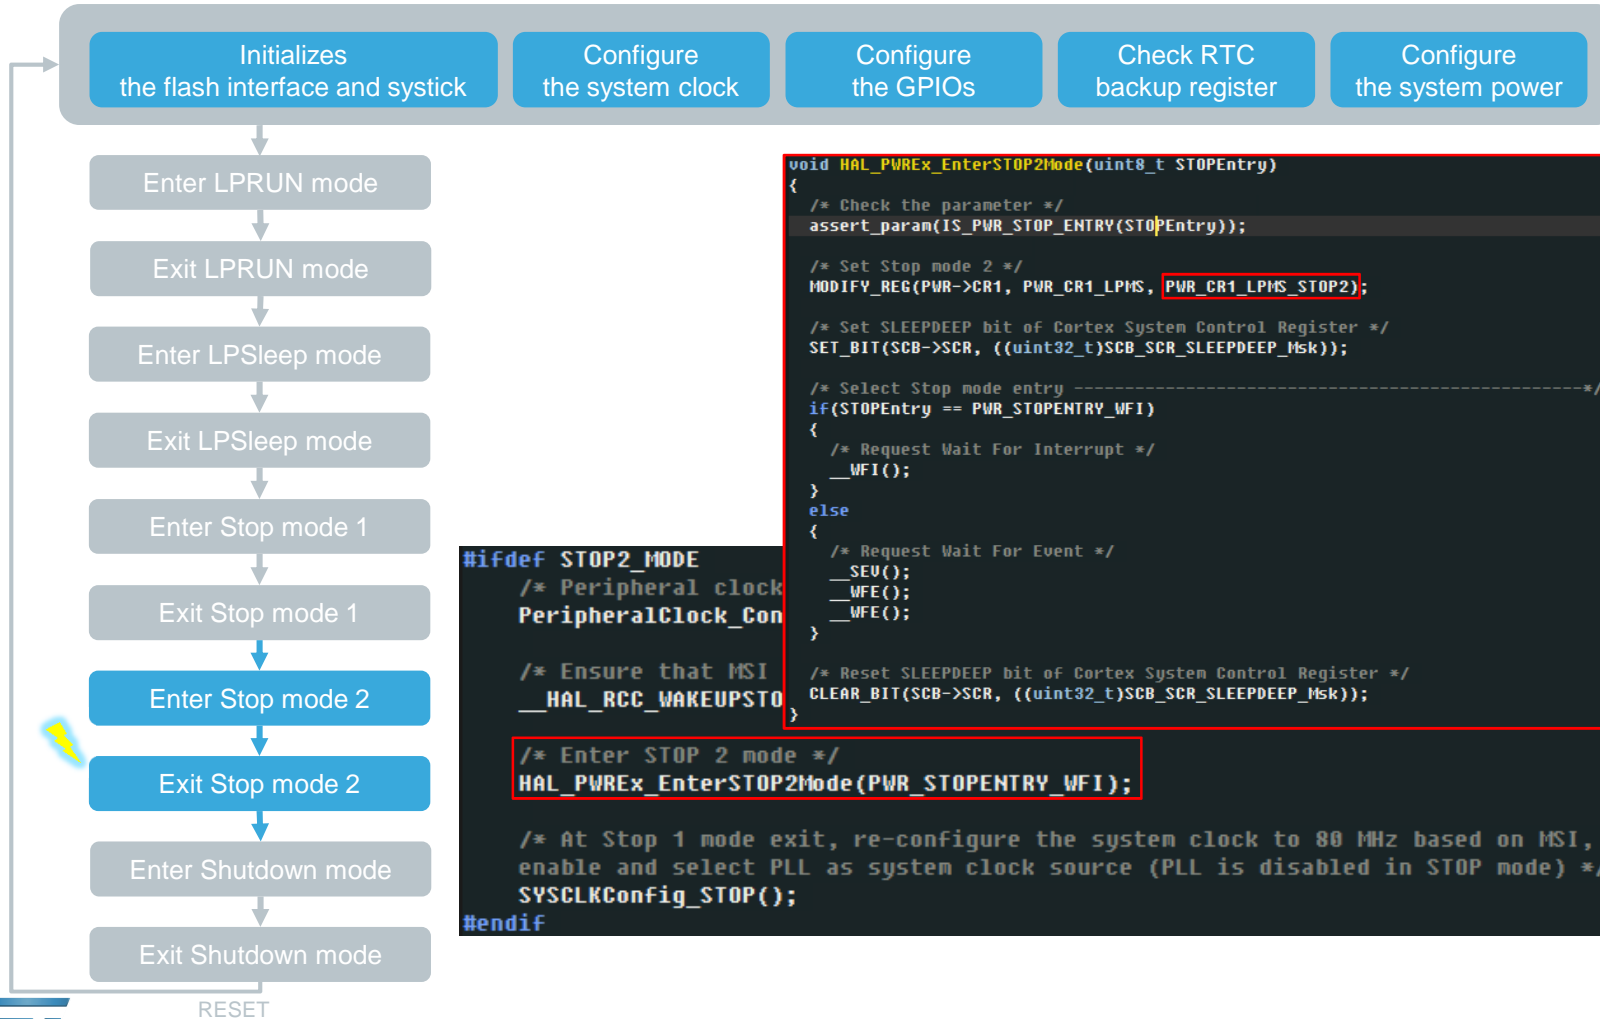 Initializes
the flash interface and systick
Configure
the system clock
Configure
the GPIOs
Check RTC
backup register
Configure
the system power
Enter LPRUN mode
Exit LPRUN mode
Enter LPSleep mode
Exit LPSleep mode
Enter Stop mode 1
Exit Stop mode 1
Enter Stop mode 2
Exit Stop mode 2
Enter Shutdown mode
Exit Shutdown mode
RESET
void HAL_PWREx_EnterSTOP2Mode(uint8_t STOPEntry)
{
/* Check the parameter */
assert_param(IS_PWR_STOP_ENTRY(STOPEntry));
/* Set Stop mode 2 */
MODIFY_REG(PWR->CR1, PWR_CR1_LPMS, PWR_CR1_LPMS_STOP2);
/* Set SLEEPDEEP bit of Cortex System Control Register */
SET_BIT(SCB->SCR, ((uint32_t)SCB_SCR_SLEEPDEEP_Msk));
/* Select Stop mode entry --------------------------------------------------*/
if(STOPEntry == PWR_STOPENTRY_WFI)
{
/* Request Wait For Interrupt */
__WFI();
}
else
{
/* Request Wait For Event */
__SEV();
__WFE();
__WFE();
}
/* Reset SLEEPDEEP bit of Cortex System Control Register */
CLEAR_BIT(SCB->SCR, ((uint32_t)SCB_SCR_SLEEPDEEP_Msk));
}
#ifdef STOP2_MODE
/* Peripheral clock
PeripheralClock_Con
/* Ensure that MSI
__HAL_RCC_WAKEUPSTO
/* Enter STOP 2 mode */
HAL_PWREx_EnterSTOP2Mode(PWR_STOPENTRY_WFI);
/* At Stop 1 mode exit, re-configure the system clock to 80 MHz based on MSI,
enable and select PLL as system clock source (PLL is disabled in STOP mode) */
SYSCLKConfig_STOP();
#endif